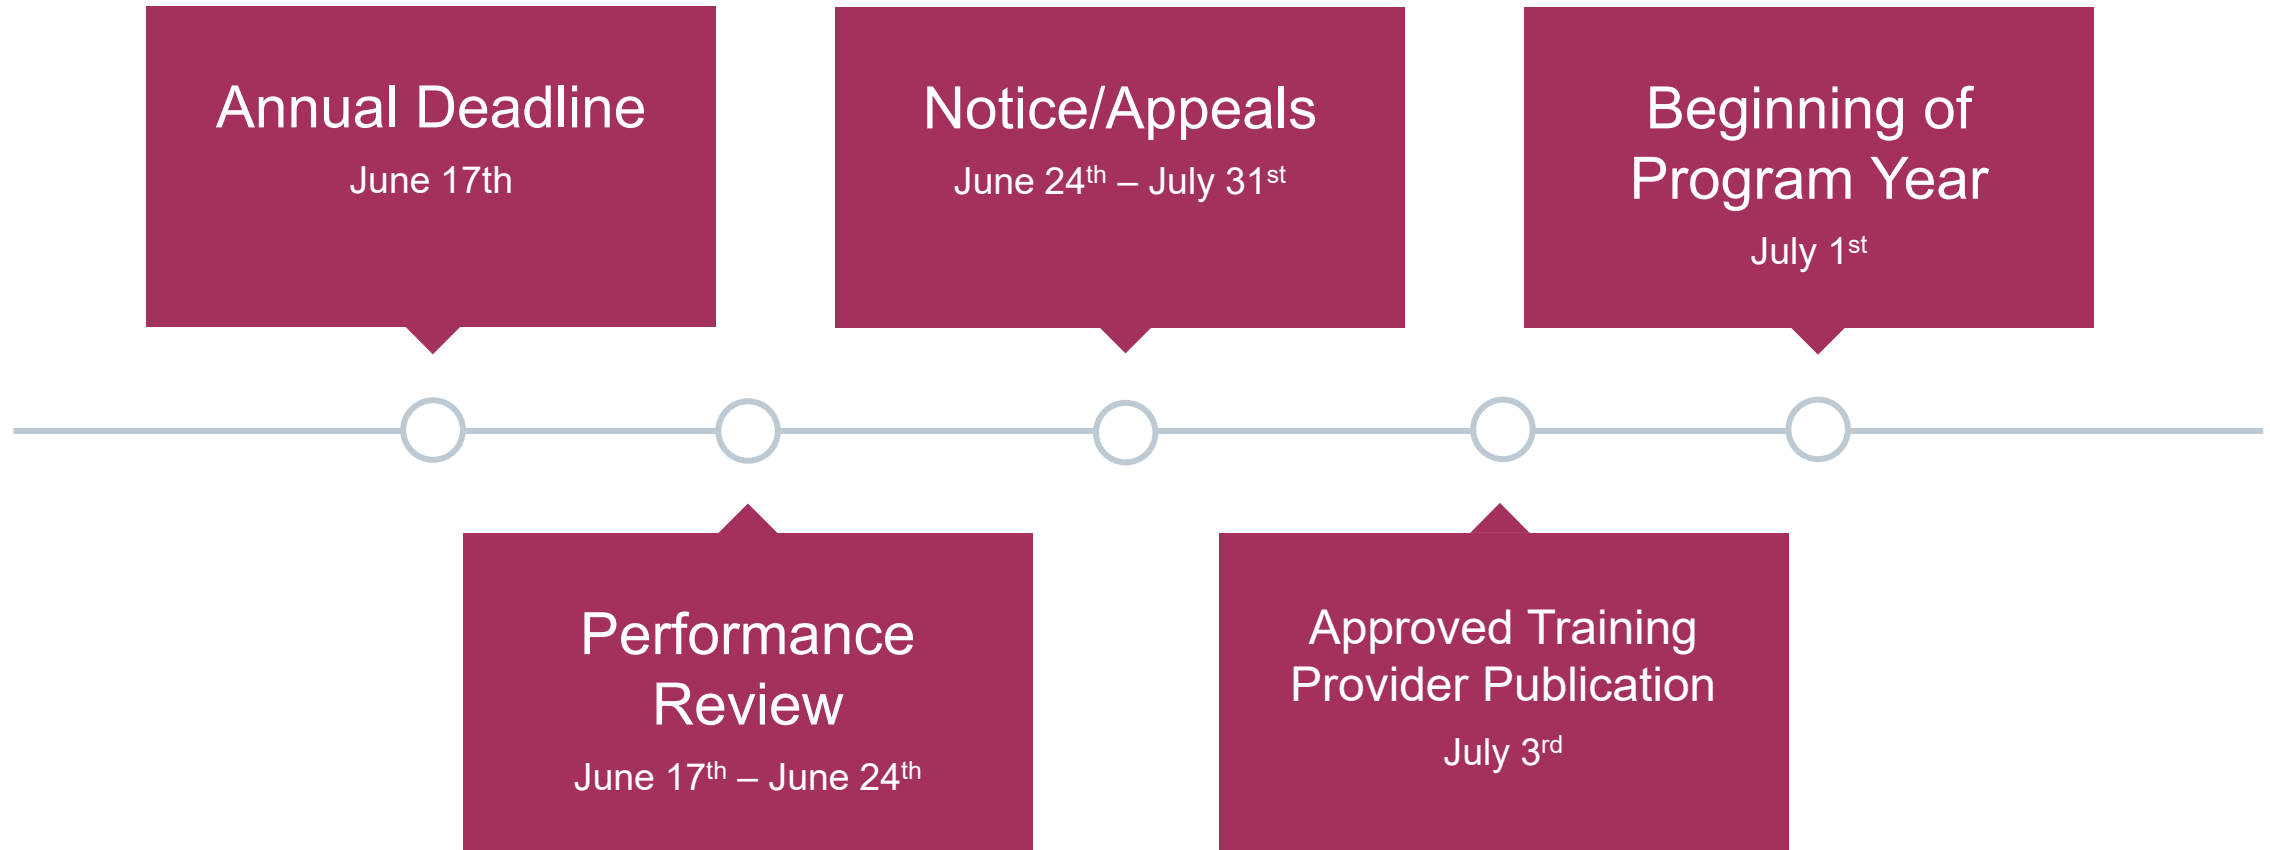 Annual Deadline
June 17th
Performance
Review
June 17th – June 24th
Notice/Appeals
June 24th – July 31st
Approved Training
Provider Publication
July 3rd
Beginning of
Program Year
July 1st